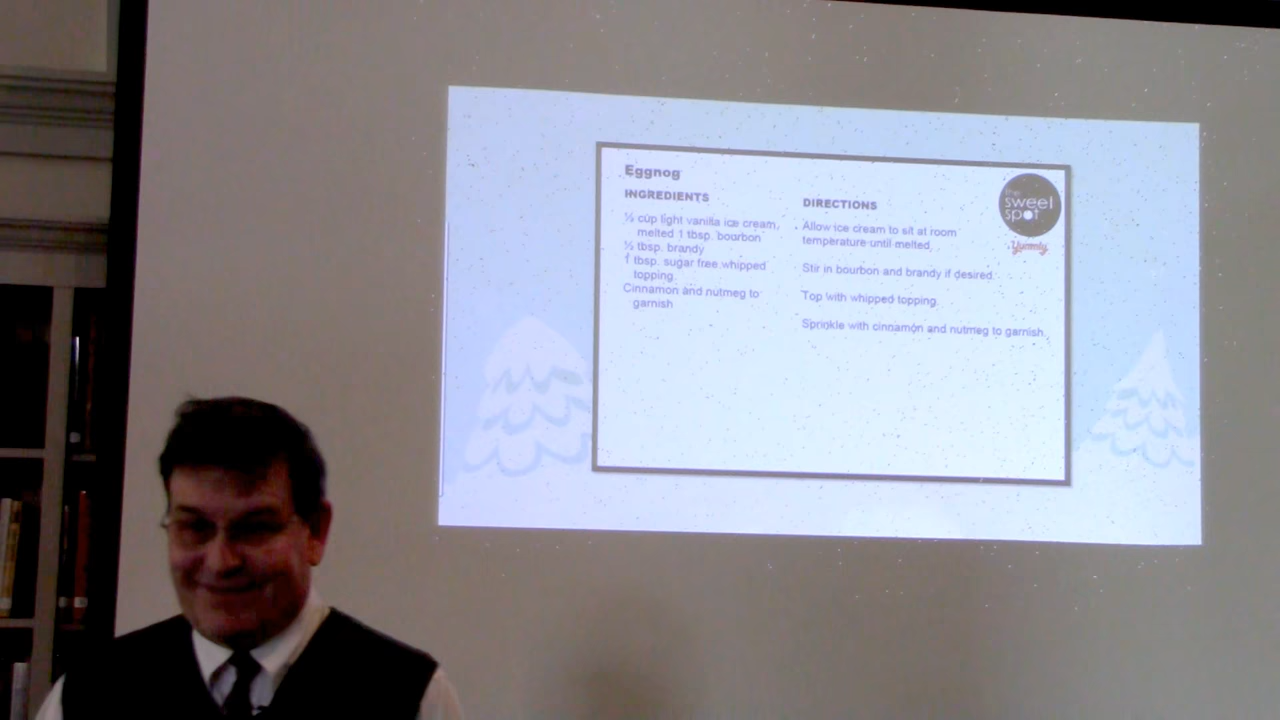 Eggnog
INGREDIENTS
½ cup light vanilla ice cream,
melted 1 tbsp. bourbon
½ tbsp. brandy
1 tbsp. sugar free whipped
topping.
Cinnamon and nutmeg to
garnish
DIRECTIONS
Allow ice cream to sit at room
temperature until melted.
Stir in bourbon and brandy if desired.
Top with whipped topping.
Sprinkle with cinnamon and nutmeg to garnish.
the
sweet
spot
Yummly